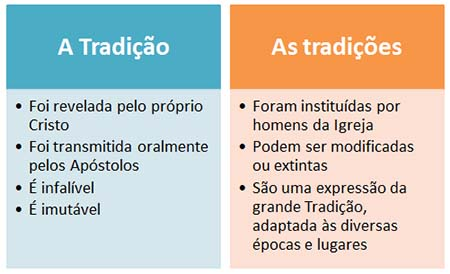 A Tradição
• Foi revelada pelo próprio
Cristo
• Foi transmitida oralmente
pelos Apóstolos
• É infalível
• É imutável
As tradições
• Foram instituídas por
homens da Igreja
• Podem ser modificadas
ou extintas
• São uma expressão da
grande Tradição,
adaptada às diversas
épocas e lugares